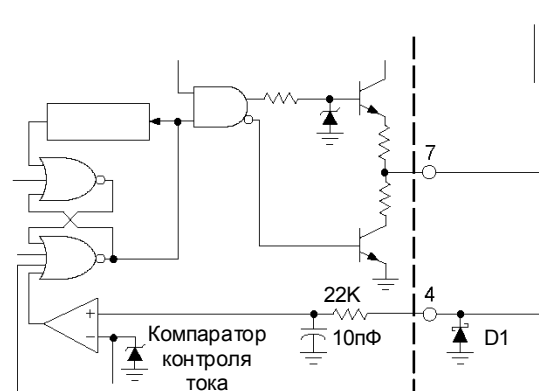 7
22K
4
10пФ
D1
+
−
Компаратор
контроля
тока